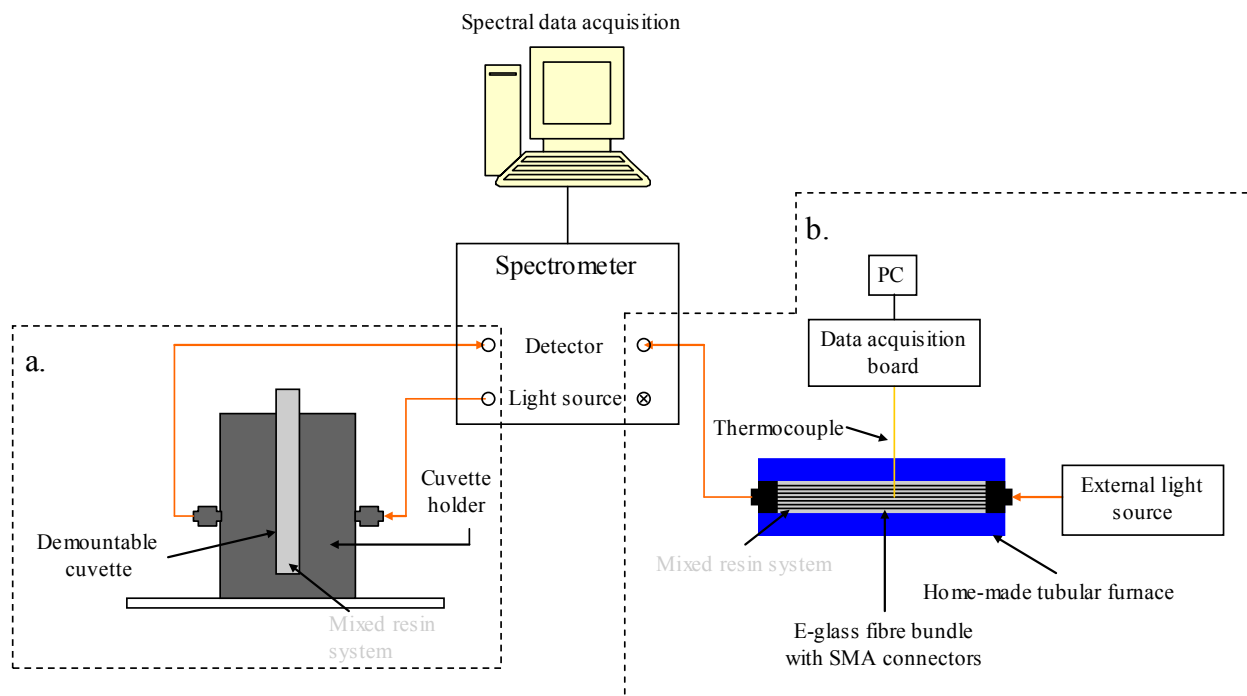 Spectral data acquisition
Spectrometer
Detector
Light source
a.
Cuvette
holder
Demountable
cuvette
Mixed resin
system
b.
PC
Data acquisition
board
Thermocouple
External light
source
Mixed resin system
Home-made tubular furnace
E-glass fibre bundle
with SMA connectors